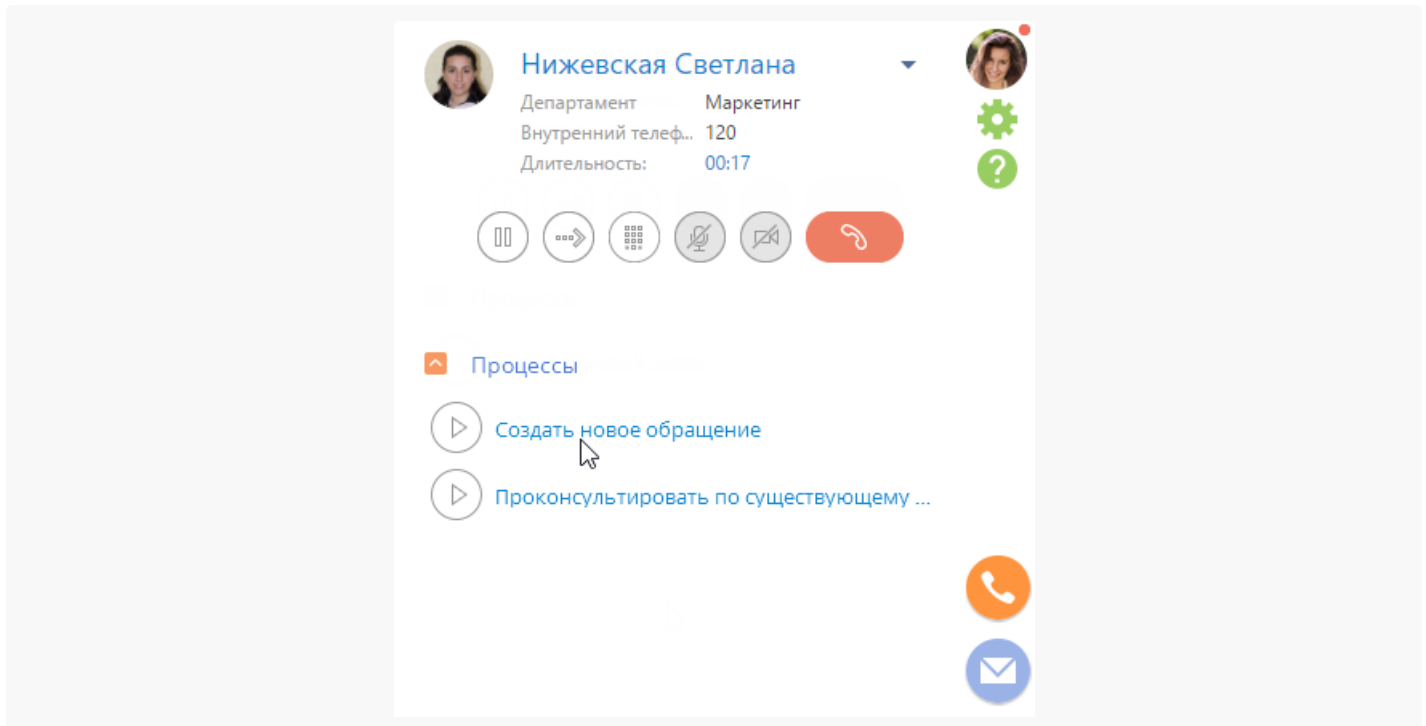 Нижевская Светлана
Департамент Маркетинг
Внутренний телеф... 120
Длительность: 00:17
Процессы
Создать новое обращение
Проконсультировать по существующему ...